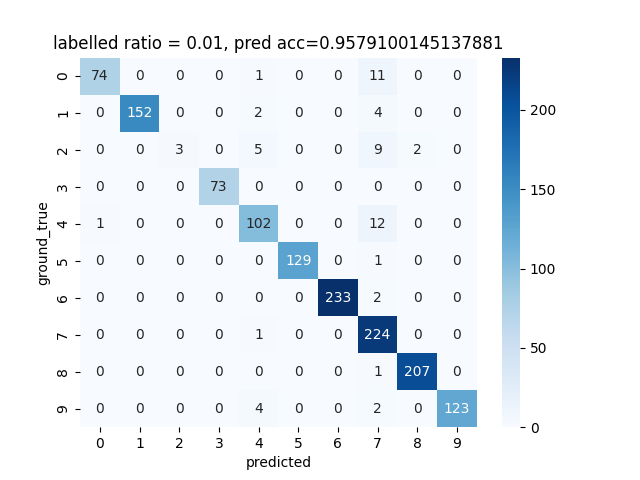 labelled ratio = 0.01, pred acc=0.9579100145137881
0 74 0 0 0 1 0 0 11 0 0
1 0 152 0 0 2 0 0 4 0 0
2 0 0 3 0 5 0 0 9 2 0
3 0 0 0 73 0 0 0 0 0 0
4 1 0 0 0 102 0 0 12 0 0
5 0 0 0 0 0 129 0 1 0 0
6 0 0 0 0 0 0 233 2 0 0
7 0 0 0 0 1 0 0 224 0 0
8 0 0 0 0 0 0 0 1 207 0
9 0 0 0 0 4 0 0 2 0 123
0 1 2 3 4 5 6 7 8 9
predicted
ground_true
200
150
100
50
0